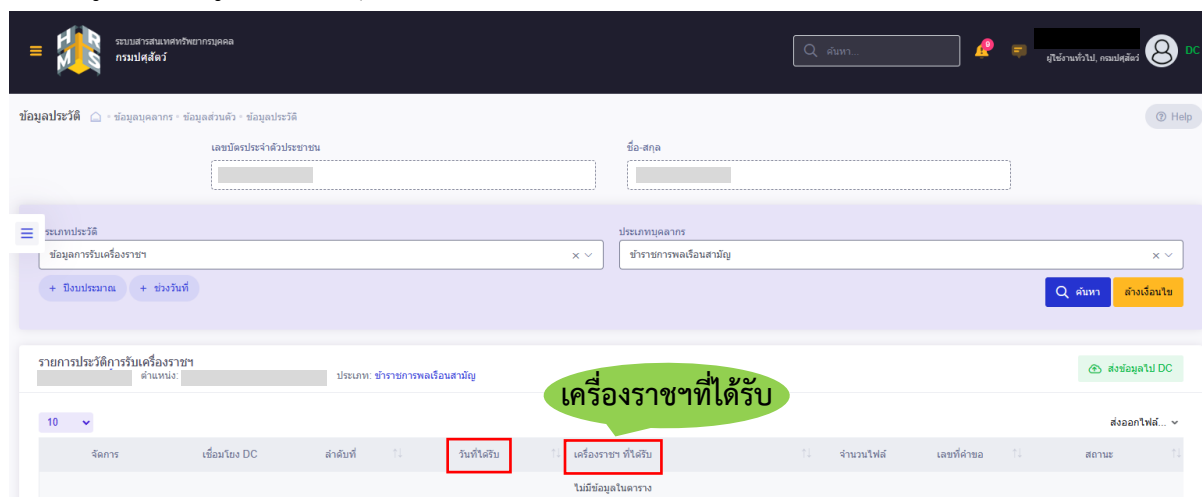 HR
MS
ระบบสารสนเทศทรัพยากรบุคคล
กรมปศุสัตว์
ค้นหา...
9
ผู้ใช้งานทั่วไป, กรมปศุสัตว์
DC
ข้อมูลประวัติ ข้อมูลบุคลากร ข้อมูลส่วนตัว ข้อมูลประวัติ
Help
เลขบัตรประจำตัวประชาชน
ชื่อ-สกุล
ประเภทบุคลากร
ข้อมูลการรับเครื่องราชฯ
ข้าราชการพลเรือนสามัญ
+ ปีงบประมาณ
+ ช่วงวันที่
ค้นหา
ล้างเงื่อนไข
รายการประวัติการรับเครื่องราชฯ
ตำแหน่ง:
ประเภท: ข้าราชการพลเรือนสามัญ
ส่งข้อมูลไป DC
เครื่องราชฯที่ได้รับ
10
ส่งออกไฟล์...
จัดการ เชื่อมโยง DC ลำดับที่ วันที่ได้รับ เครื่องราชฯ ที่ได้รับ จำนวนไฟล์ เลขที่คำขอ สถานะ
ไม่มีข้อมูลในตาราง